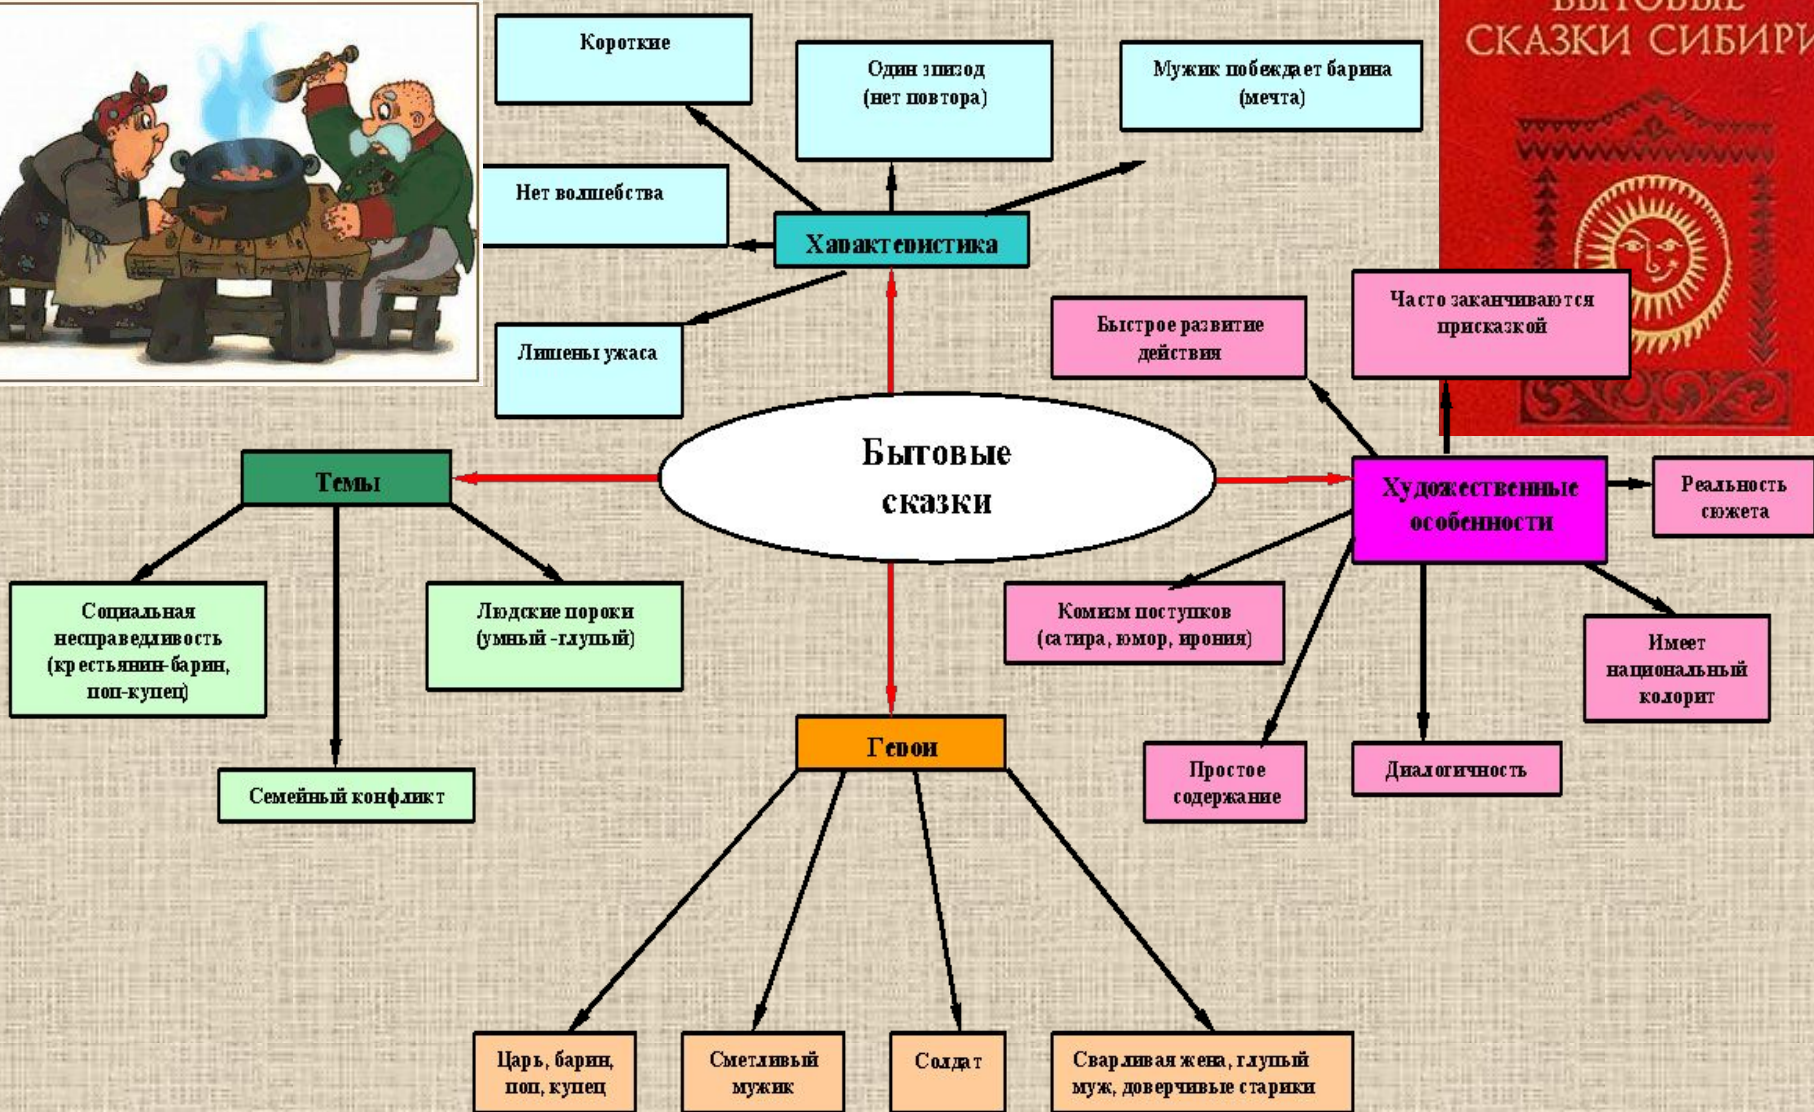 Короткие
Один эпизод
(нет повтора)
Мужик побеждает барина
(мечта)
БЫТОВЫЕ
СКАЗКИ СИБИРИ
Нет волшебства
Характеристика
Лишены ужаса
Быстрое развитие
действия
Часто заканчиваются
присказкой
Бытовые
сказки
Темы
Художественные
особенности
Реальность
сюжета
Социальная
несправедливость
(крестьянин-барин,
поп-купец)
Людские пороки
(умный -глупый)
Комизм поступков
(сатира, юмор, ирония)
Имеет
национальный
колорит
Семейный конфликт
Герои
Простое
содержание
Диалогичность
Царь, барин,
поп, купец
Сметливый
мужик
Солдат
Сварливая жена, глупый
муж, доверчивые старики